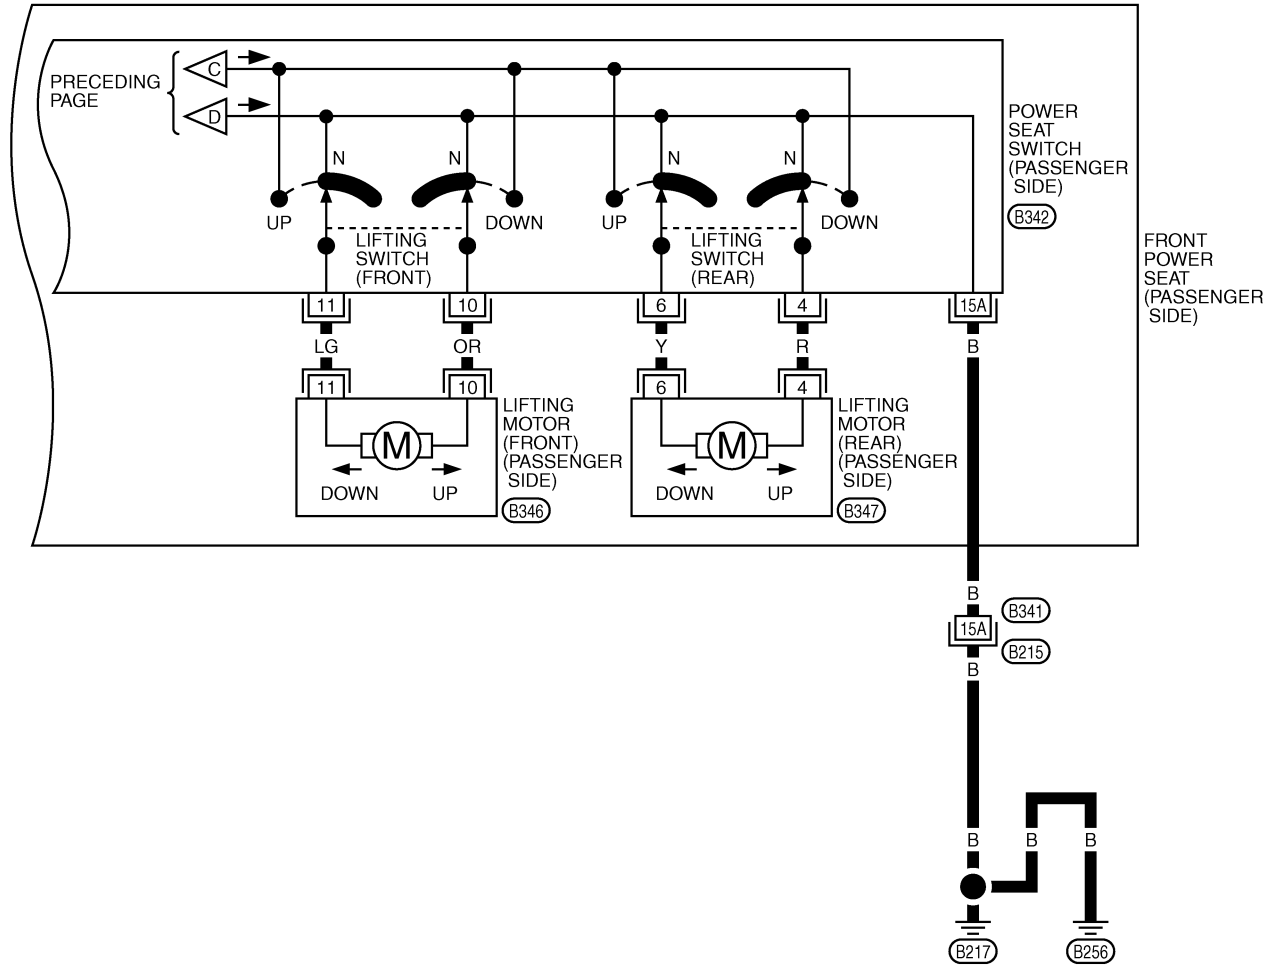 PRECEDING
PAGE
C
D
N
N
N
N
UP
DOWN
UP
DOWN
LIFTING
SWITCH
(FRONT)
LIFTING
SWITCH
(REAR)
POWER
SEAT
SWITCH
(PASSENGER
SIDE)
B342
FRONT
POWER
SEAT
(PASSENGER
SIDE)
11
10
6
4
15A
LG
OR
Y
R
B
11
10
6
4
LIFTING
MOTOR
(FRONT)
(PASSENGER
SIDE)
B346
LIFTING
MOTOR
(REAR)
(PASSENGER
SIDE)
B347
M
M
DOWN
UP
DOWN
UP
B
B341
15A
B215
B
B
B
B
B217
B256